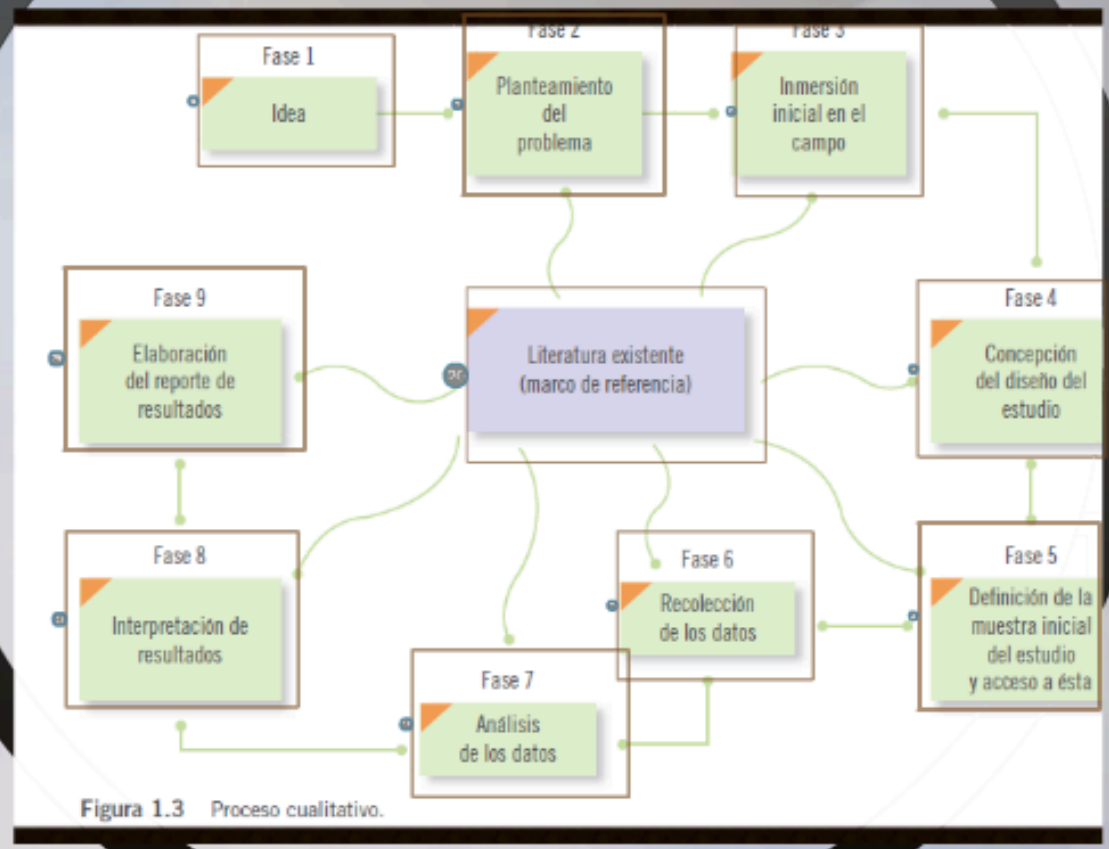 Fase 1
Idea
Fase 2
Planteamiento
del
problema
Fase 3
Inmersión
inicial en el
campo
Fase 4
Concepción
del diseño del
estudio
Fase 5
Definición de la
muestra inicial
del estudio
y acceso a ésta
Fase 6
Recolección
de los datos
Fase 7
Análisis
de los datos
Fase 8
Interpretación de
resultados
Fase 9
Elaboración
del reporte de
resultados
Literatura existente
(marco de referencia)
Figura 1.3 Proceso cualitativo.